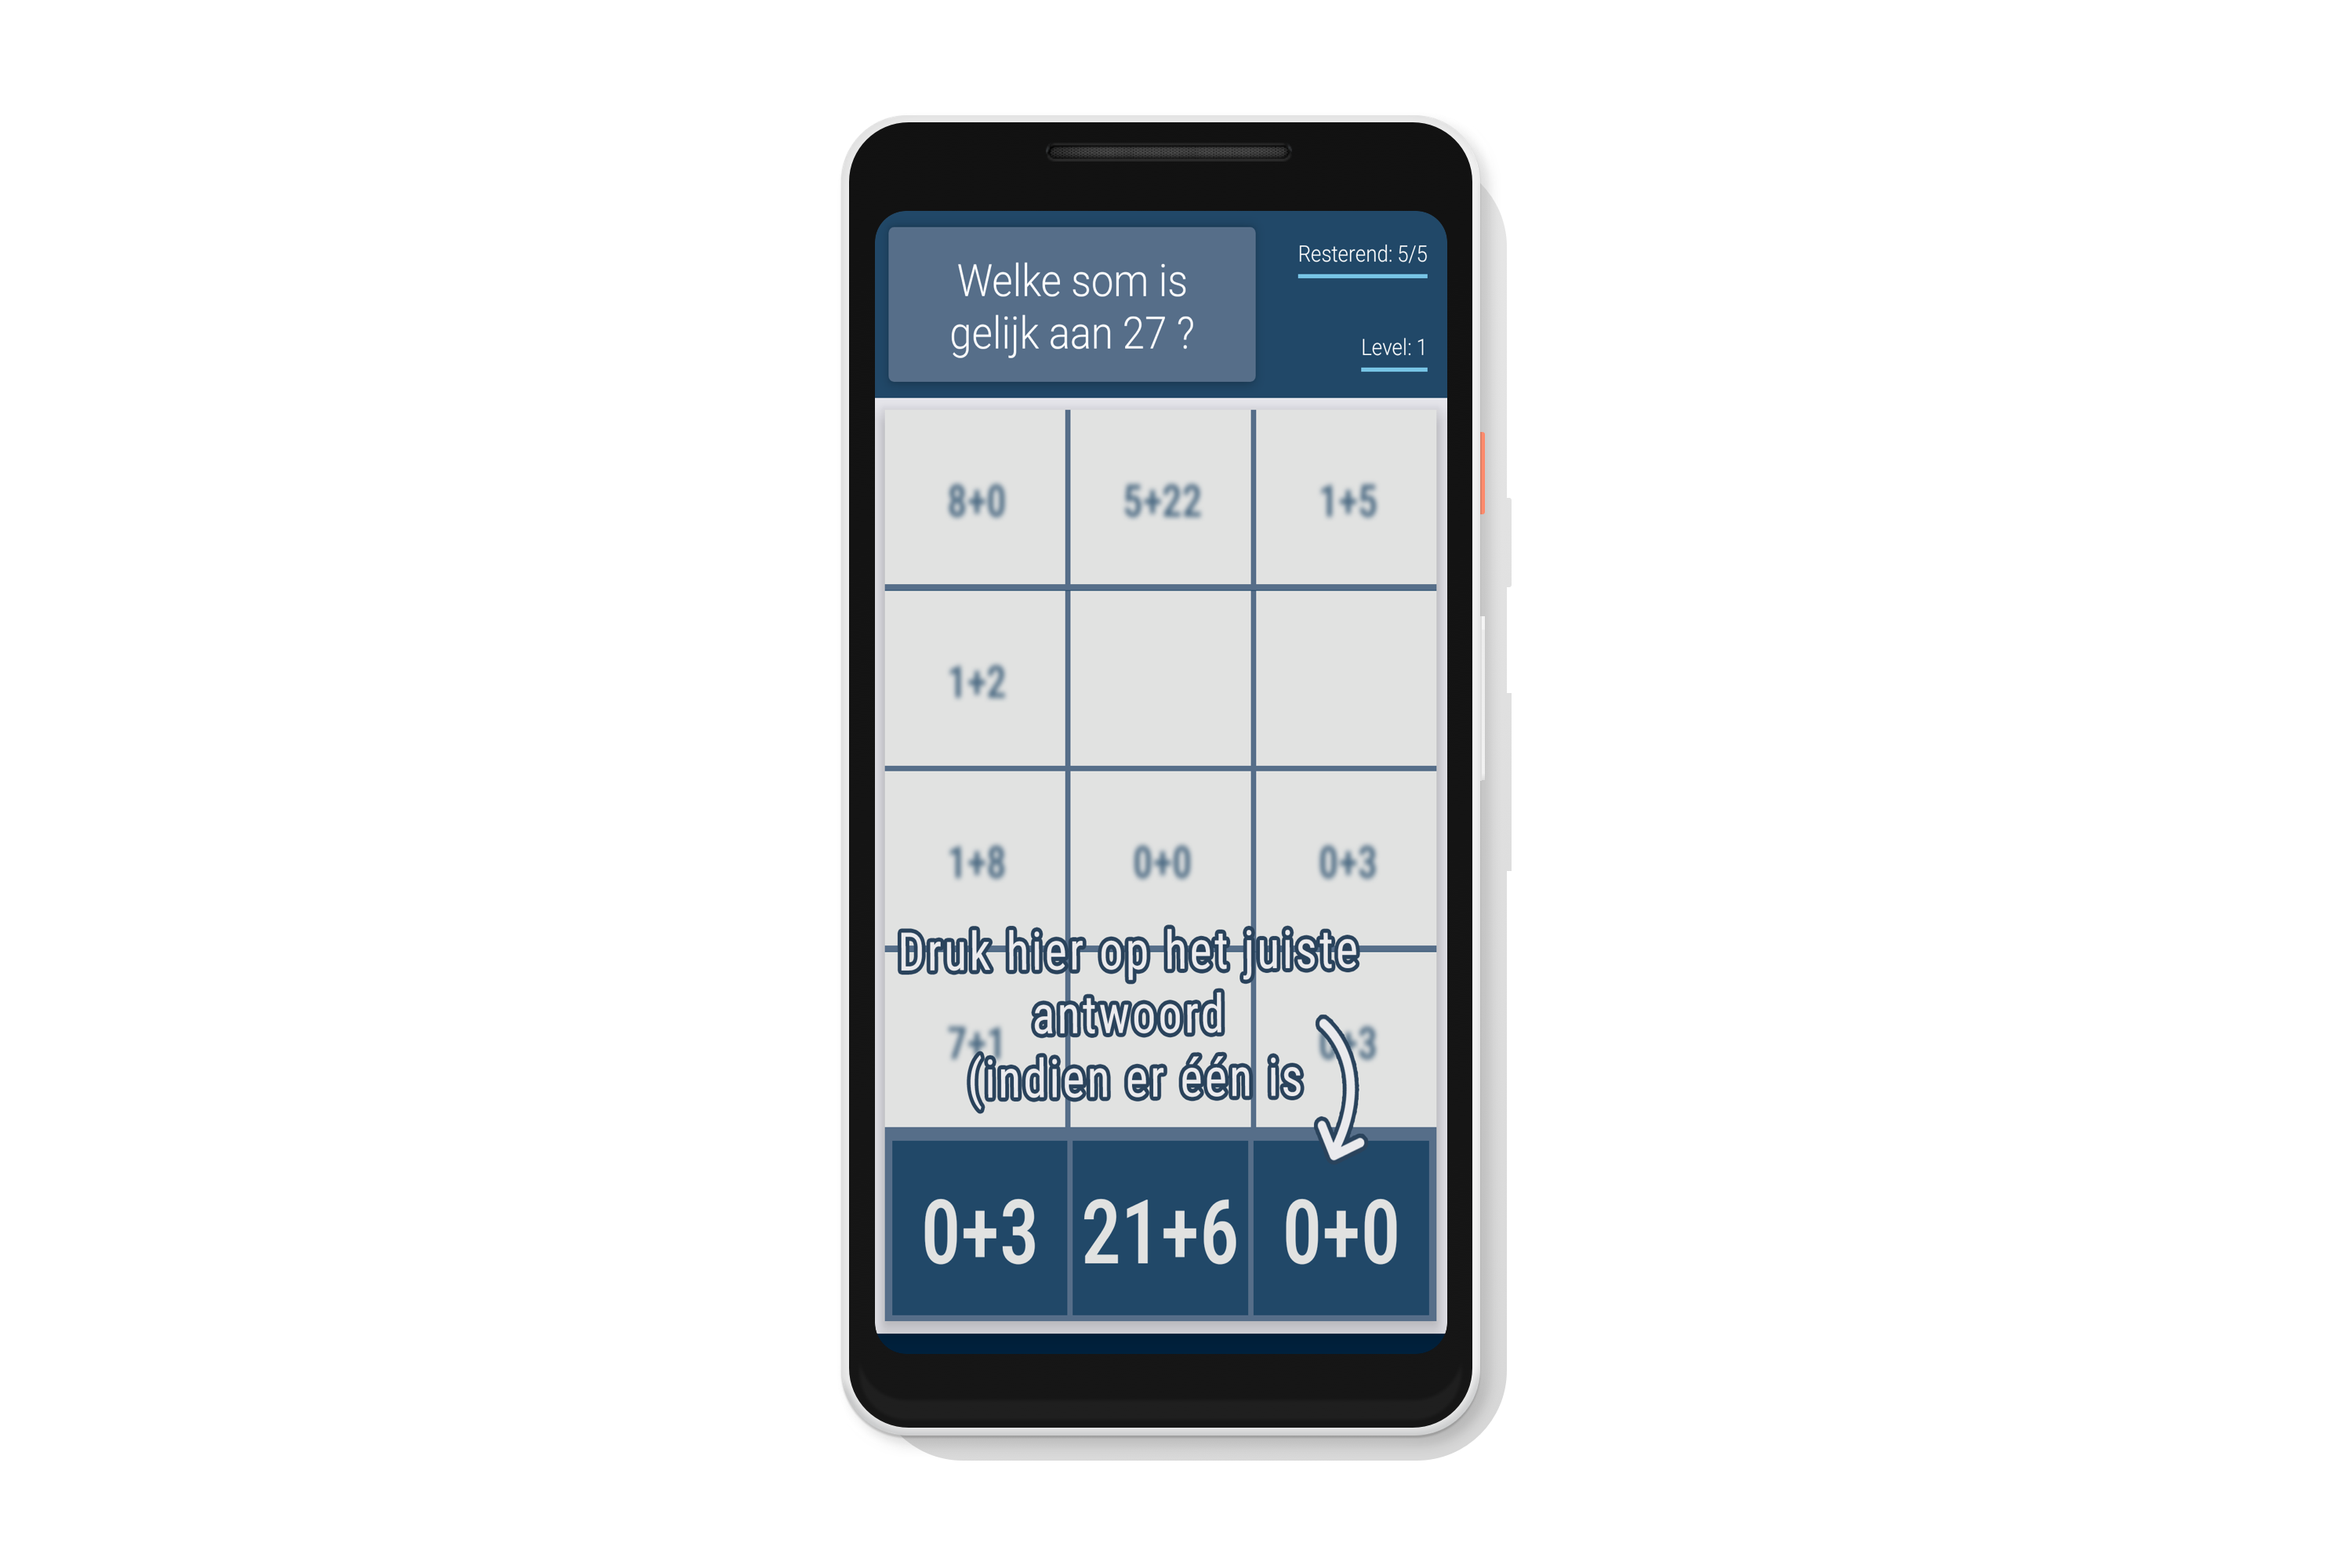 Welke som is
gelijk aan 27 ?
Resterend: 5/5
Level: 1
8+0
5+22
1+5
1+2
1+8
0+0
0+3
Druk hier op het juiste
antwoord
7+1
(indien er één is
0+3
21+6
0+0